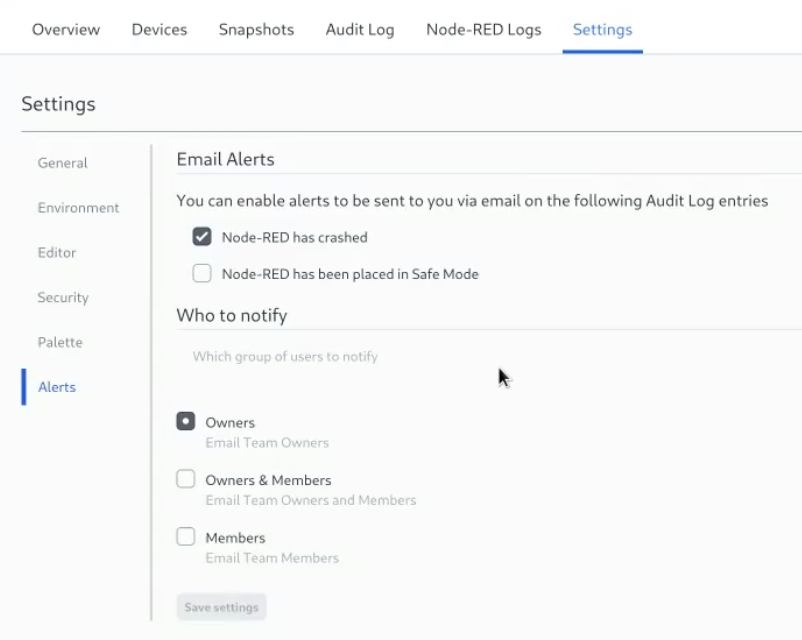 Overview Devices Snapshots Audit Log Node-RED Logs Settings
Settings
General
Environment
Editor
Security
Palette
Alerts
Email Alerts
You can enable alerts to be sent to you via email on the following Audit Log entries
Node-RED has crashed
Node-RED has been placed in Safe Mode
Who to notify
Which group of users to notify
Owners
Email Team Owners
Owners & Members
Email Team Owners and Members
Members
Email Team Members
Save settings